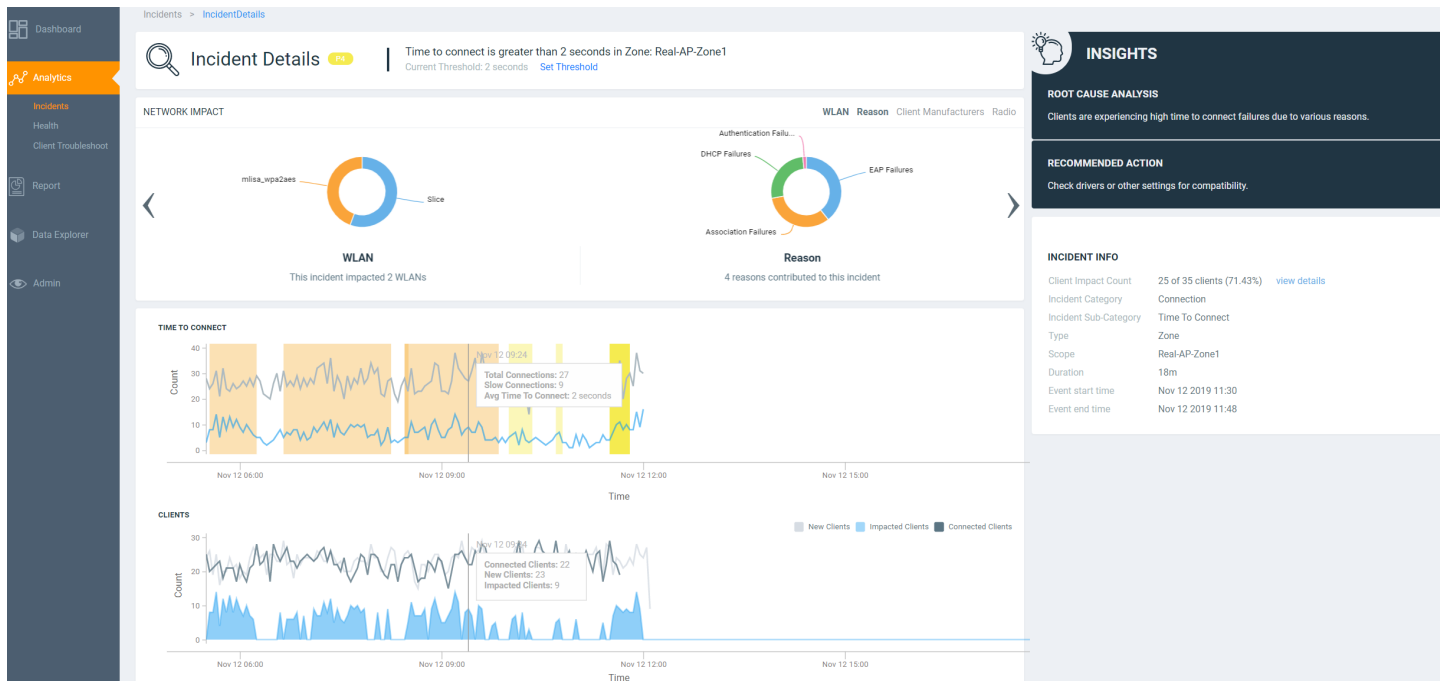 Incidents > IncidentDetails
Dashboard
Analytics
Incidents
Health
Client Troubleshoot
Report
Data Explorer
Admin
Incident Details P4
Time to connect is greater than 2 seconds in Zone: Real-AP-Zone1
Current Threshold: 2 seconds Set Threshold
NETWORK IMPACT
WLAN Reason Client Manufacturers Radio
mlisa_wpa2aes
Slice
WLAN
This incident impacted 2 WLANs
Authentication Failu...
DHCP Failures
EAP Failures
Association Failures
Reason
4 reasons contributed to this incident
TIME TO CONNECT
40
30
20
10
0
Count
Nov 12 09:24
Total Connections: 27
Slow Connections: 9
Avg Time To Connect: 2 seconds
Nov 12 06:00 Nov 12 09:00 Nov 12 12:00 Nov 12 15:00
Time
CLIENTS
New Clients Impacted Clients Connected Clients
30
20
10
0
Count
Nov 12 09:24
Connected Clients: 22
New Clients: 23
Impacted Clients: 9
Nov 12 06:00 Nov 12 09:00 Nov 12 12:00 Nov 12 15:00
Time
INSIGHTS
ROOT CAUSE ANALYSIS
Clients are experiencing high time to connect failures due to various reasons.
RECOMMENDED ACTION
Check drivers or other settings for compatibility.
INCIDENT INFO
Client Impact Count 25 of 35 clients (71.43%) view details
Incident Category Connection
Incident Sub-Category Time To Connect
Type Zone
Scope Real-AP-Zone1
Duration 18m
Event start time Nov 12 2019 11:30
Event end time Nov 12 2019 11:48